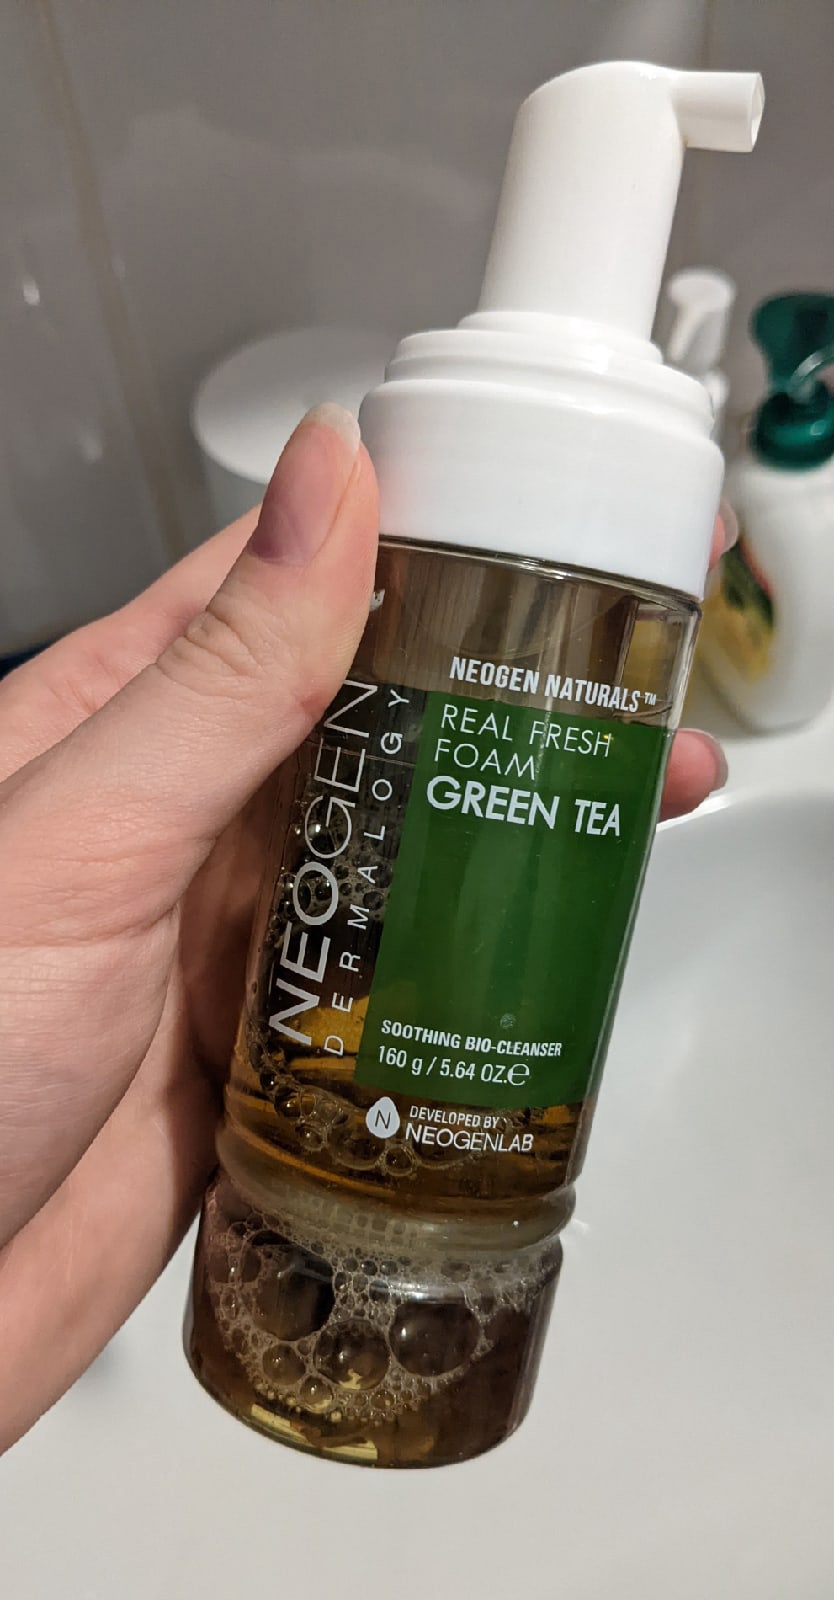 NEOGEN
DERMALOGY
NEOGEN NATURALS™
REAL FRESH
FOAM
GREEN TEA
SOOTHING BIO-CLEANSER
160 g / 5.64 OZ.℮
N
DEVELOPED BY
NEOGENLAB